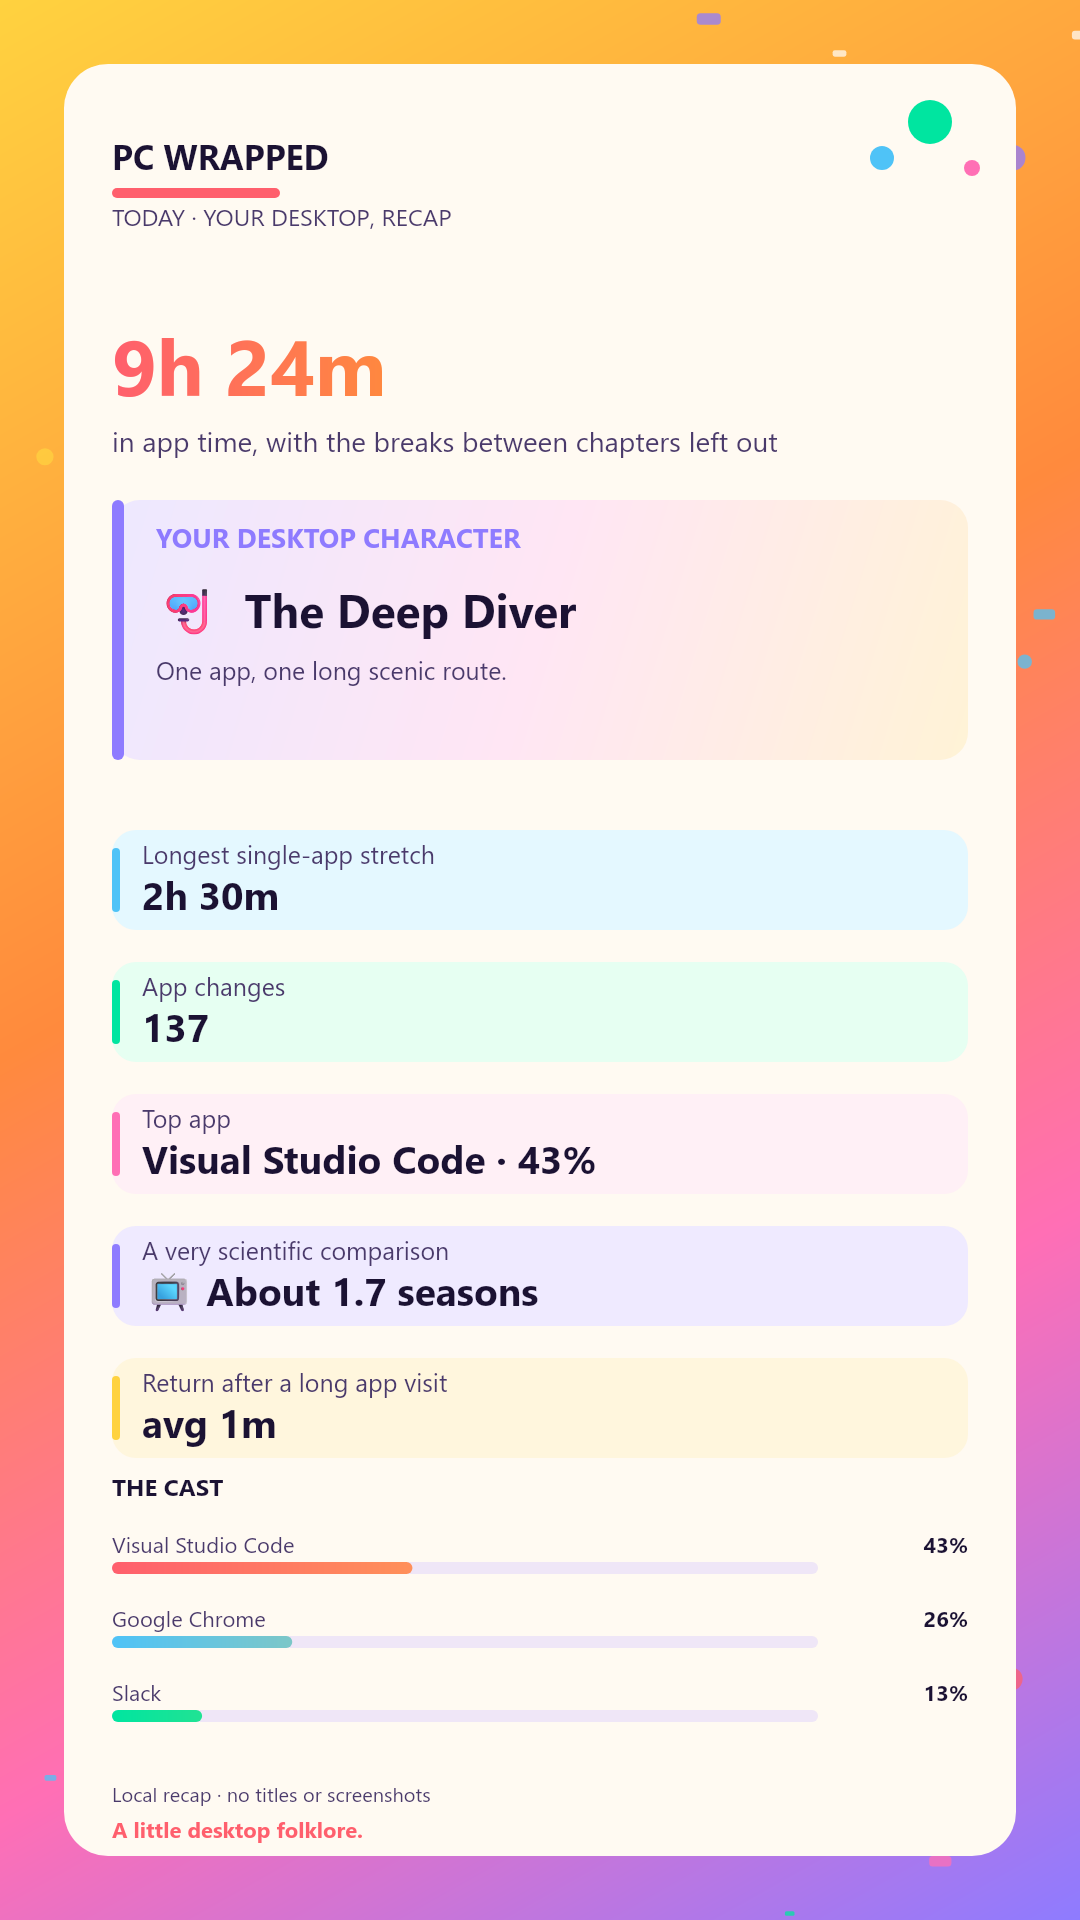 PC WRAPPED
TODAY · YOUR DESKTOP, RECAP
9h 24m
in app time, with the breaks between chapters left out
YOUR DESKTOP CHARACTER
The Deep Diver
One app, one long scenic route.
Longest single-app stretch
2h 30m
App changes
137
Top app
Visual Studio Code · 43%
A very scientific comparison
About 1.7 seasons
Return after a long app visit
avg 1m
THE CAST
Visual Studio Code 43%
Google Chrome 26%
Slack 13%
Local recap · no titles or screenshots
A little desktop folklore.